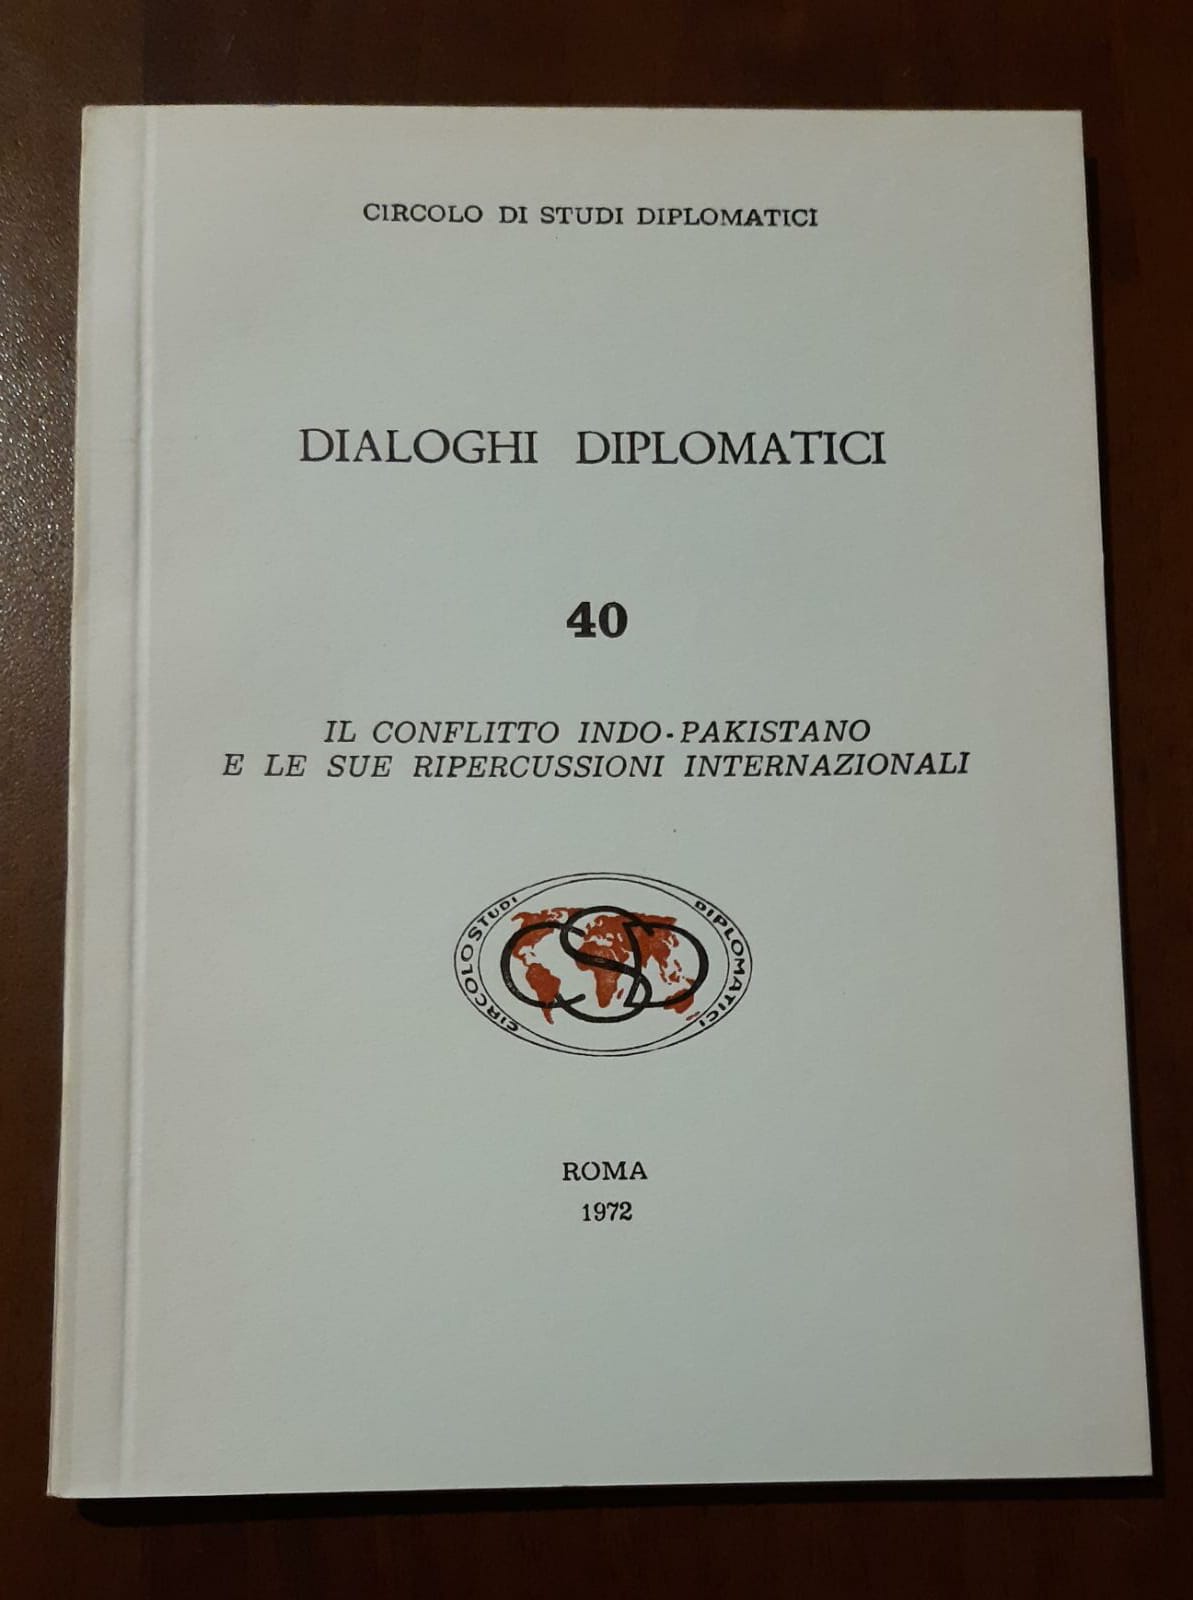 CIRCOLO DI STUDI DIPLOMATICI
DIALOGHI DIPLOMATICI
40
IL CONFLITTO INDO-PAKISTANO
E LE SUE RIPERCUSSIONI INTERNAZIONALI
CIRCOLO STUDI DIPLOMATICI
CSD
ROMA
1972